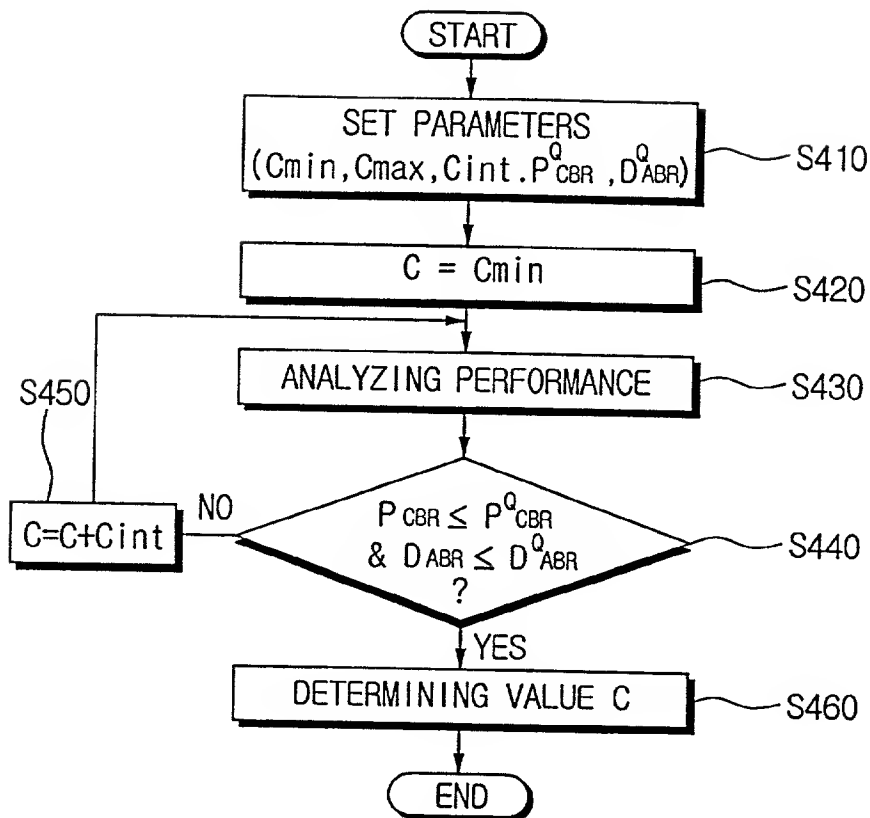 START
SET PARAMETERS
(Cmin,Cmax,Cint.P^Q_CBR ,D^Q_ABR)
S410
C = Cmin
S420
ANALYZING PERFORMANCE
S430
S450
C=C+Cint
NO
P CBR ≤ P^Q_CBR
& D ABR ≤ D^Q_ABR
?
S440
YES
DETERMINING VALUE C
S460
END